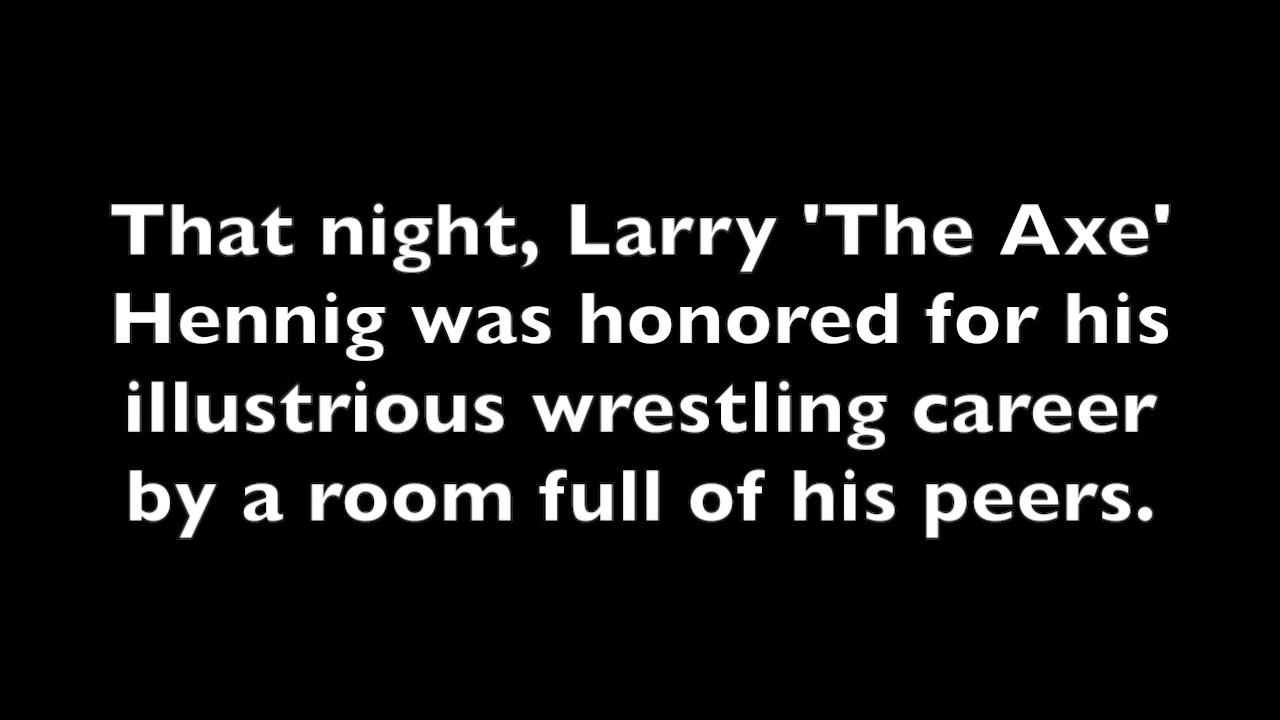 That night, Larry 'The Axe'
Hennig was honored for his
illustrious wrestling career
by a room full of his peers.